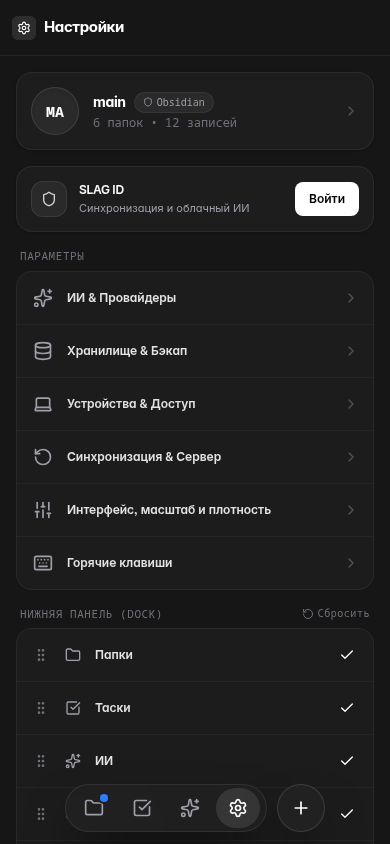 Настройки
MA
main Obsidian
6 папок • 12 записей
SLAG ID
Синхронизация и облачный ИИ
Войти
ПАРАМЕТРЫ
ИИ & Провайдеры
Хранилище & Бэкап
Устройства & Доступ
Синхронизация & Сервер
Интерфейс, масштаб и плотность
Горячие клавиши
НИЖНЯЯ ПАНЕЛЬ (DOCK) Сбросить
Папки
Таски
ИИ